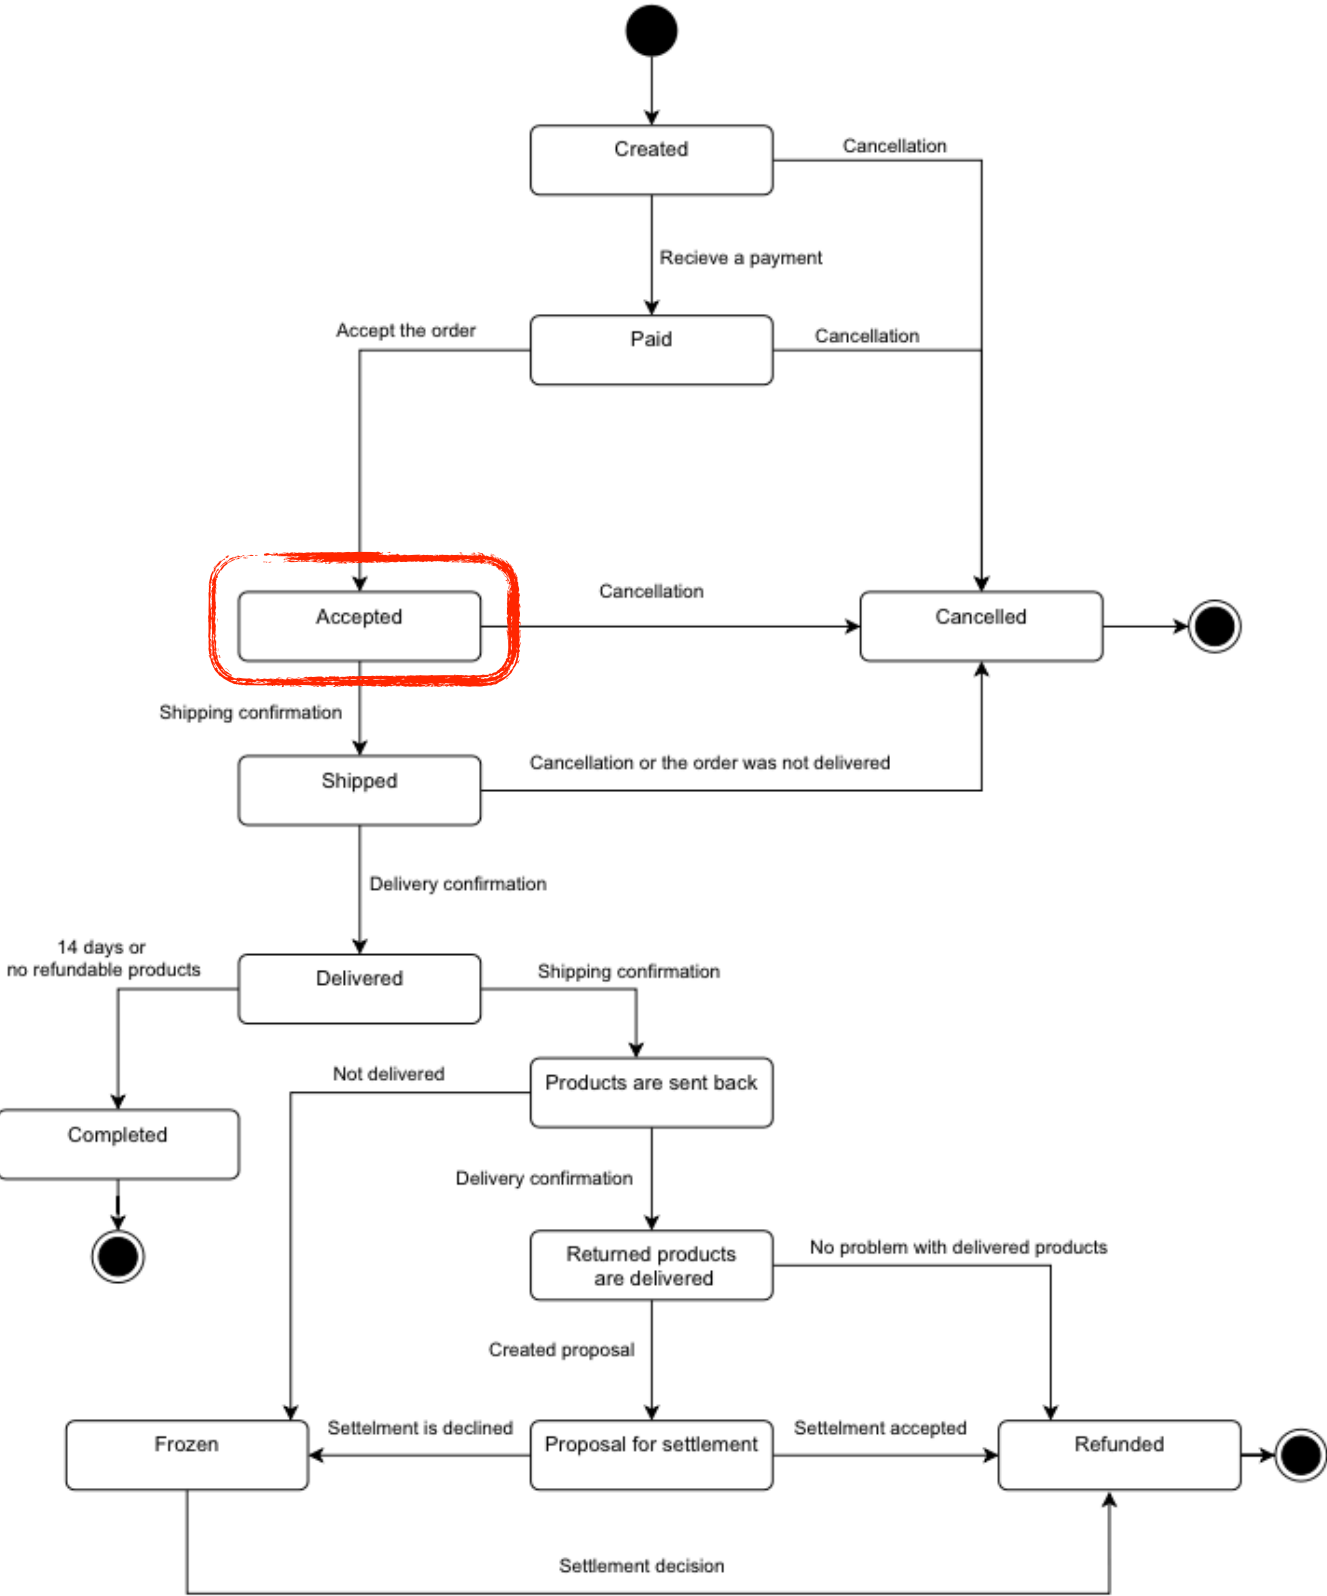 Created
Cancellation
Recieve a payment
Accept the order
Paid
Cancellation
Accepted
Cancellation
Cancelled
Shipping confirmation
Shipped
Cancellation or the order was not delivered
Delivery confirmation
14 days or
no refundable products
Delivered
Shipping confirmation
Not delivered
Products are sent back
Completed
Delivery confirmation
Returned products
are delivered
No problem with delivered products
Created proposal
Frozen
Settelment is declined
Proposal for settlement
Settelment accepted
Refunded
Settlement decision